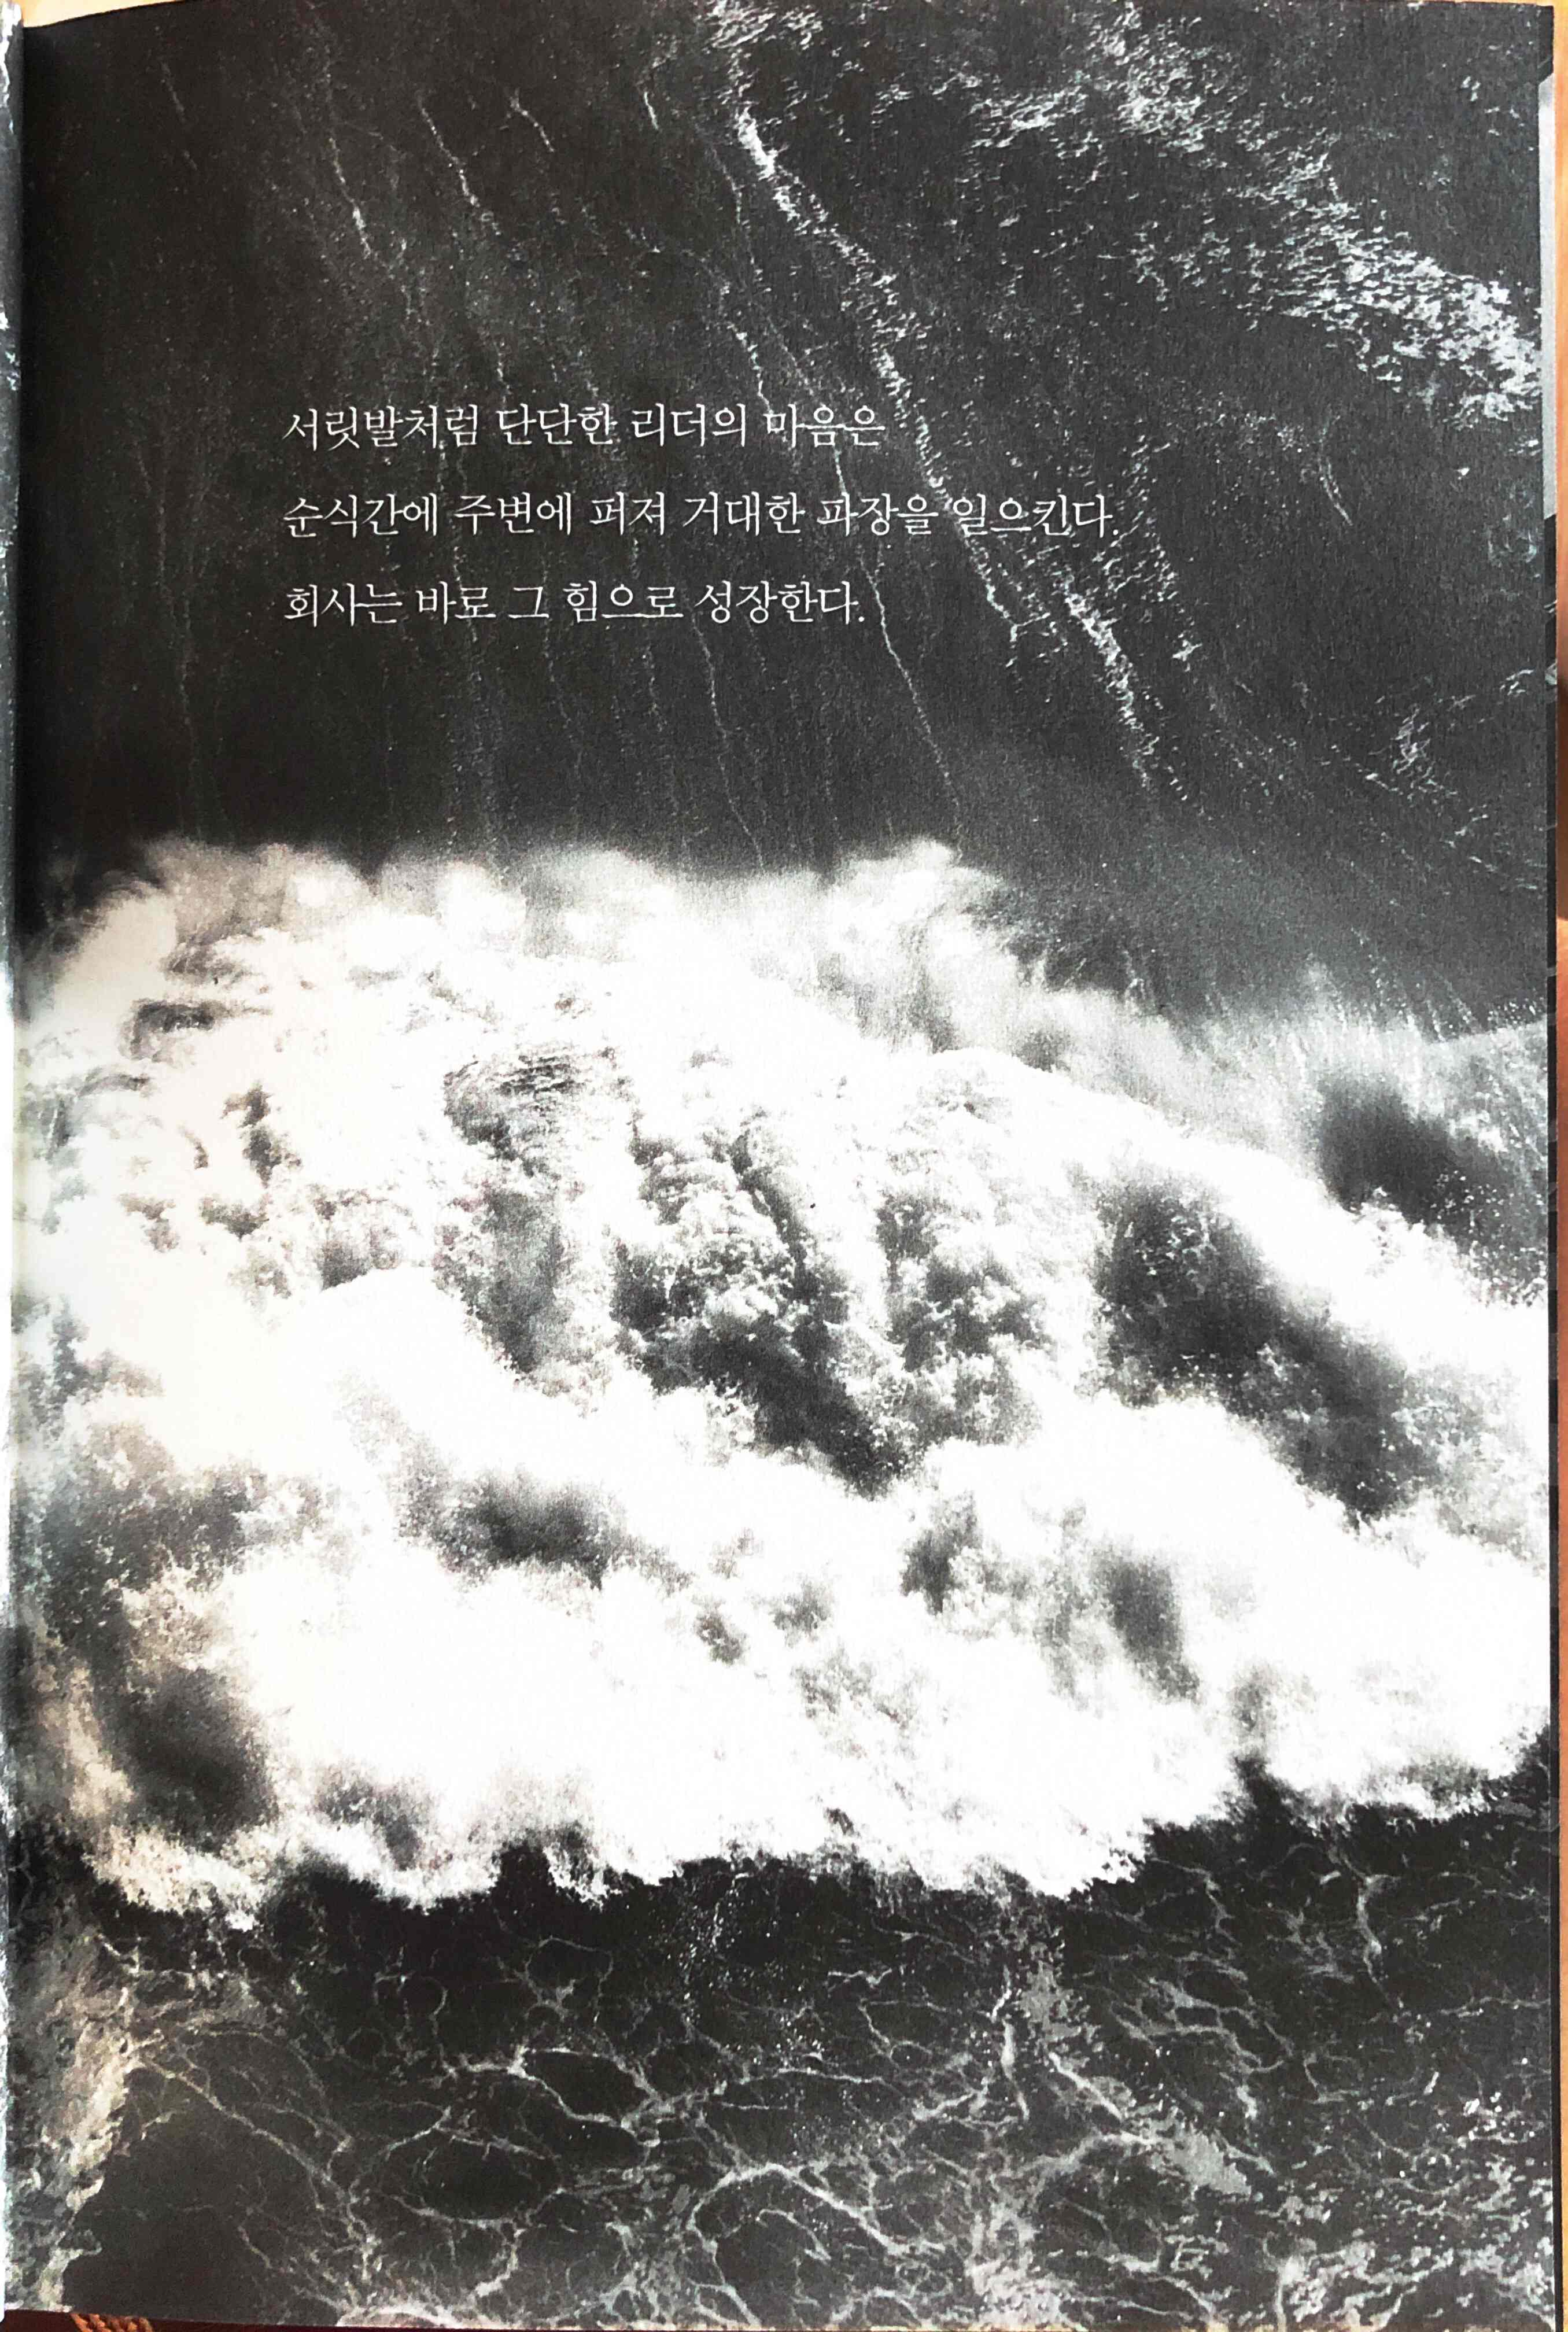 서릿발처럼 단단한 리더의 마음은
순식간에 주변에 퍼져 거대한 파장을 일으킨다.
회사는 바로 그 힘으로 성장한다.